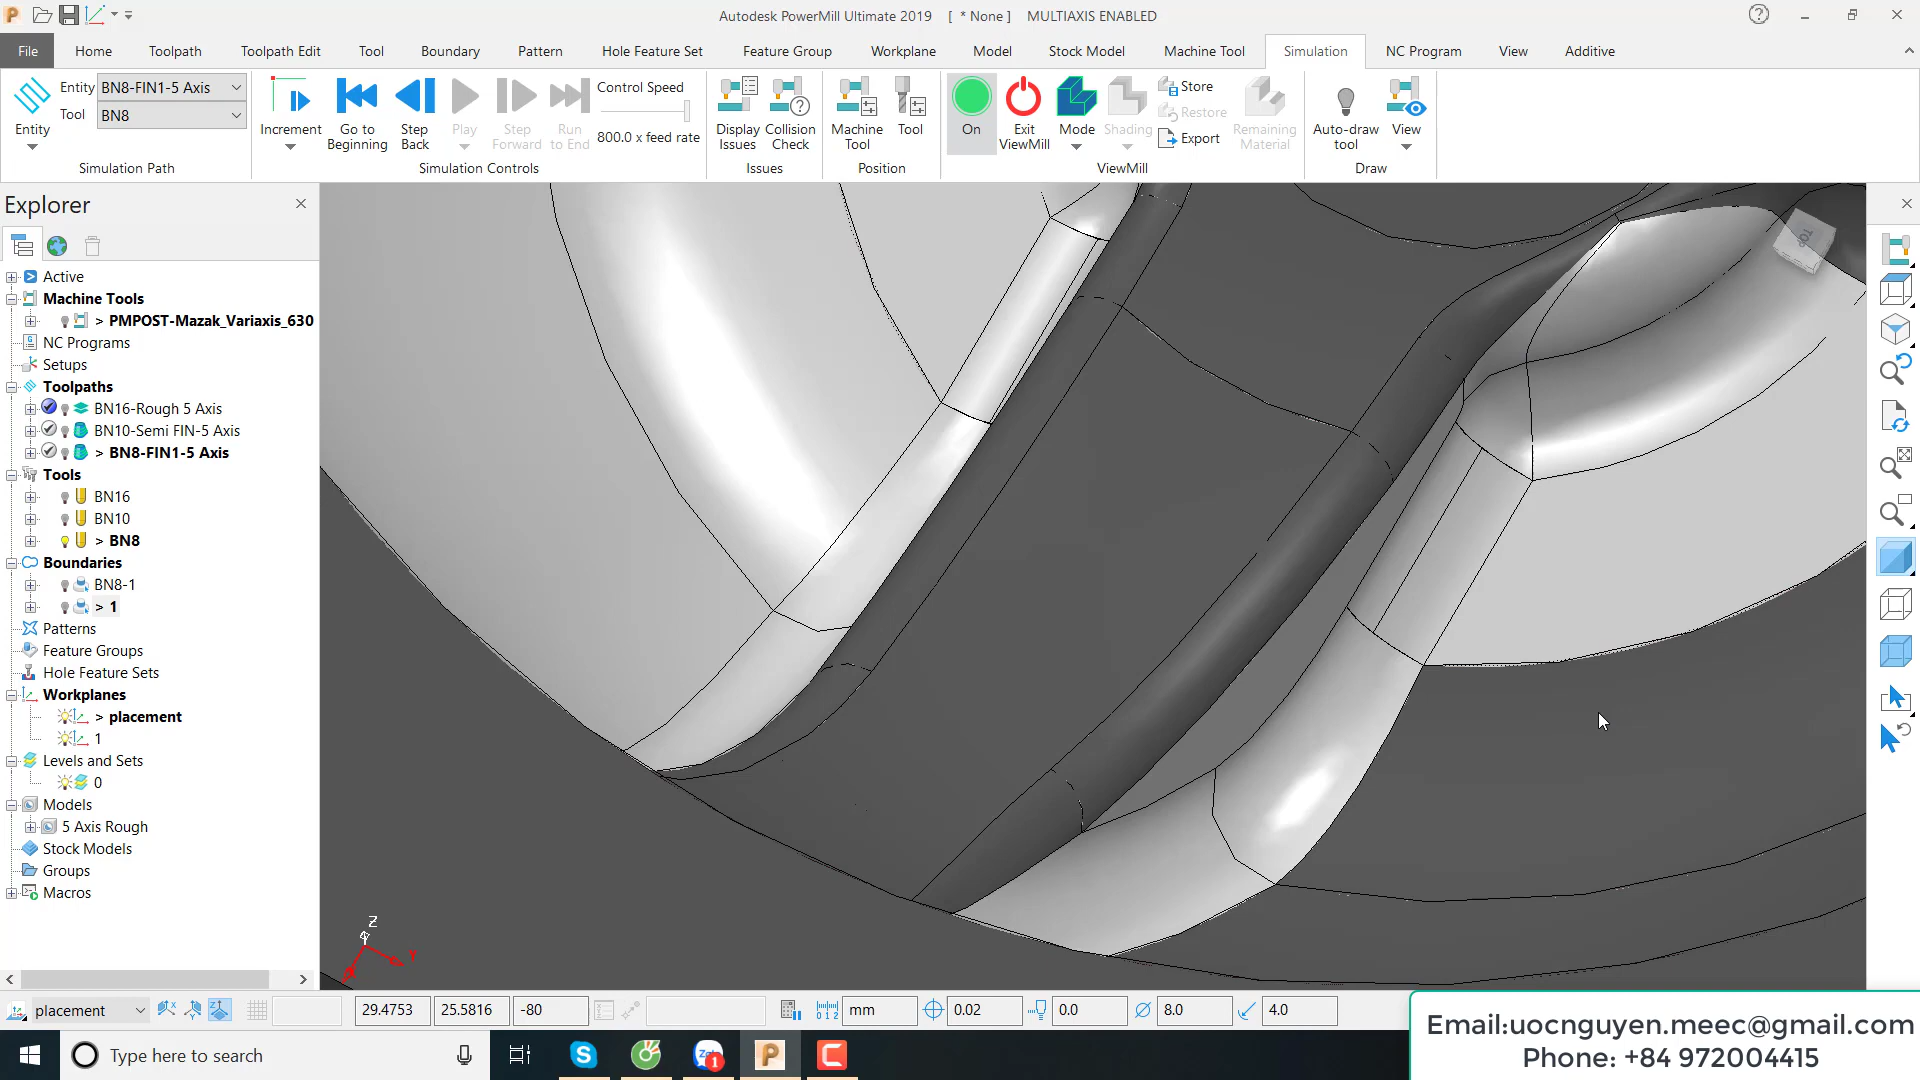 Autodesk PowerMill Ultimate 2019 [ * None ] MULTIAXIS ENABLED
File Home Toolpath Toolpath Edit Tool Boundary Pattern Hole Feature Set Feature Group Workplane Model Stock Model Machine Tool Simulation NC Program View Additive
Entity BN8-FIN1-5 Axis
Tool BN8
Entity
Simulation Path
Increment
Go to Beginning
Step Back
Play
Step Forward
Run to End
Control Speed
800.0 x feed rate
Simulation Controls
Display Issues
Collision Check
Issues
Machine Tool
Tool
Position
On
Exit ViewMill
Mode
Shading
Store
Restore
Export
Remaining Material
ViewMill
Auto-draw tool
View
Draw
Explorer
Active
Machine Tools
> PMPOST-Mazak_Variaxis_630
NC Programs
Setups
Toolpaths
BN16-Rough 5 Axis
BN10-Semi FIN-5 Axis
> BN8-FIN1-5 Axis
Tools
BN16
BN10
> BN8
Boundaries
BN8-1
> 1
Patterns
Feature Groups
Hole Feature Sets
Workplanes
> placement
1
Levels and Sets
0
Models
5 Axis Rough
Stock Models
Groups
Macros
TOP
Z
Y
placement 29.4753 25.5816 -80 mm 0.02 0.0 8.0 4.0
Type here to search
1
Email:uocnguyen.meec@gmail.com
Phone: +84 972004415